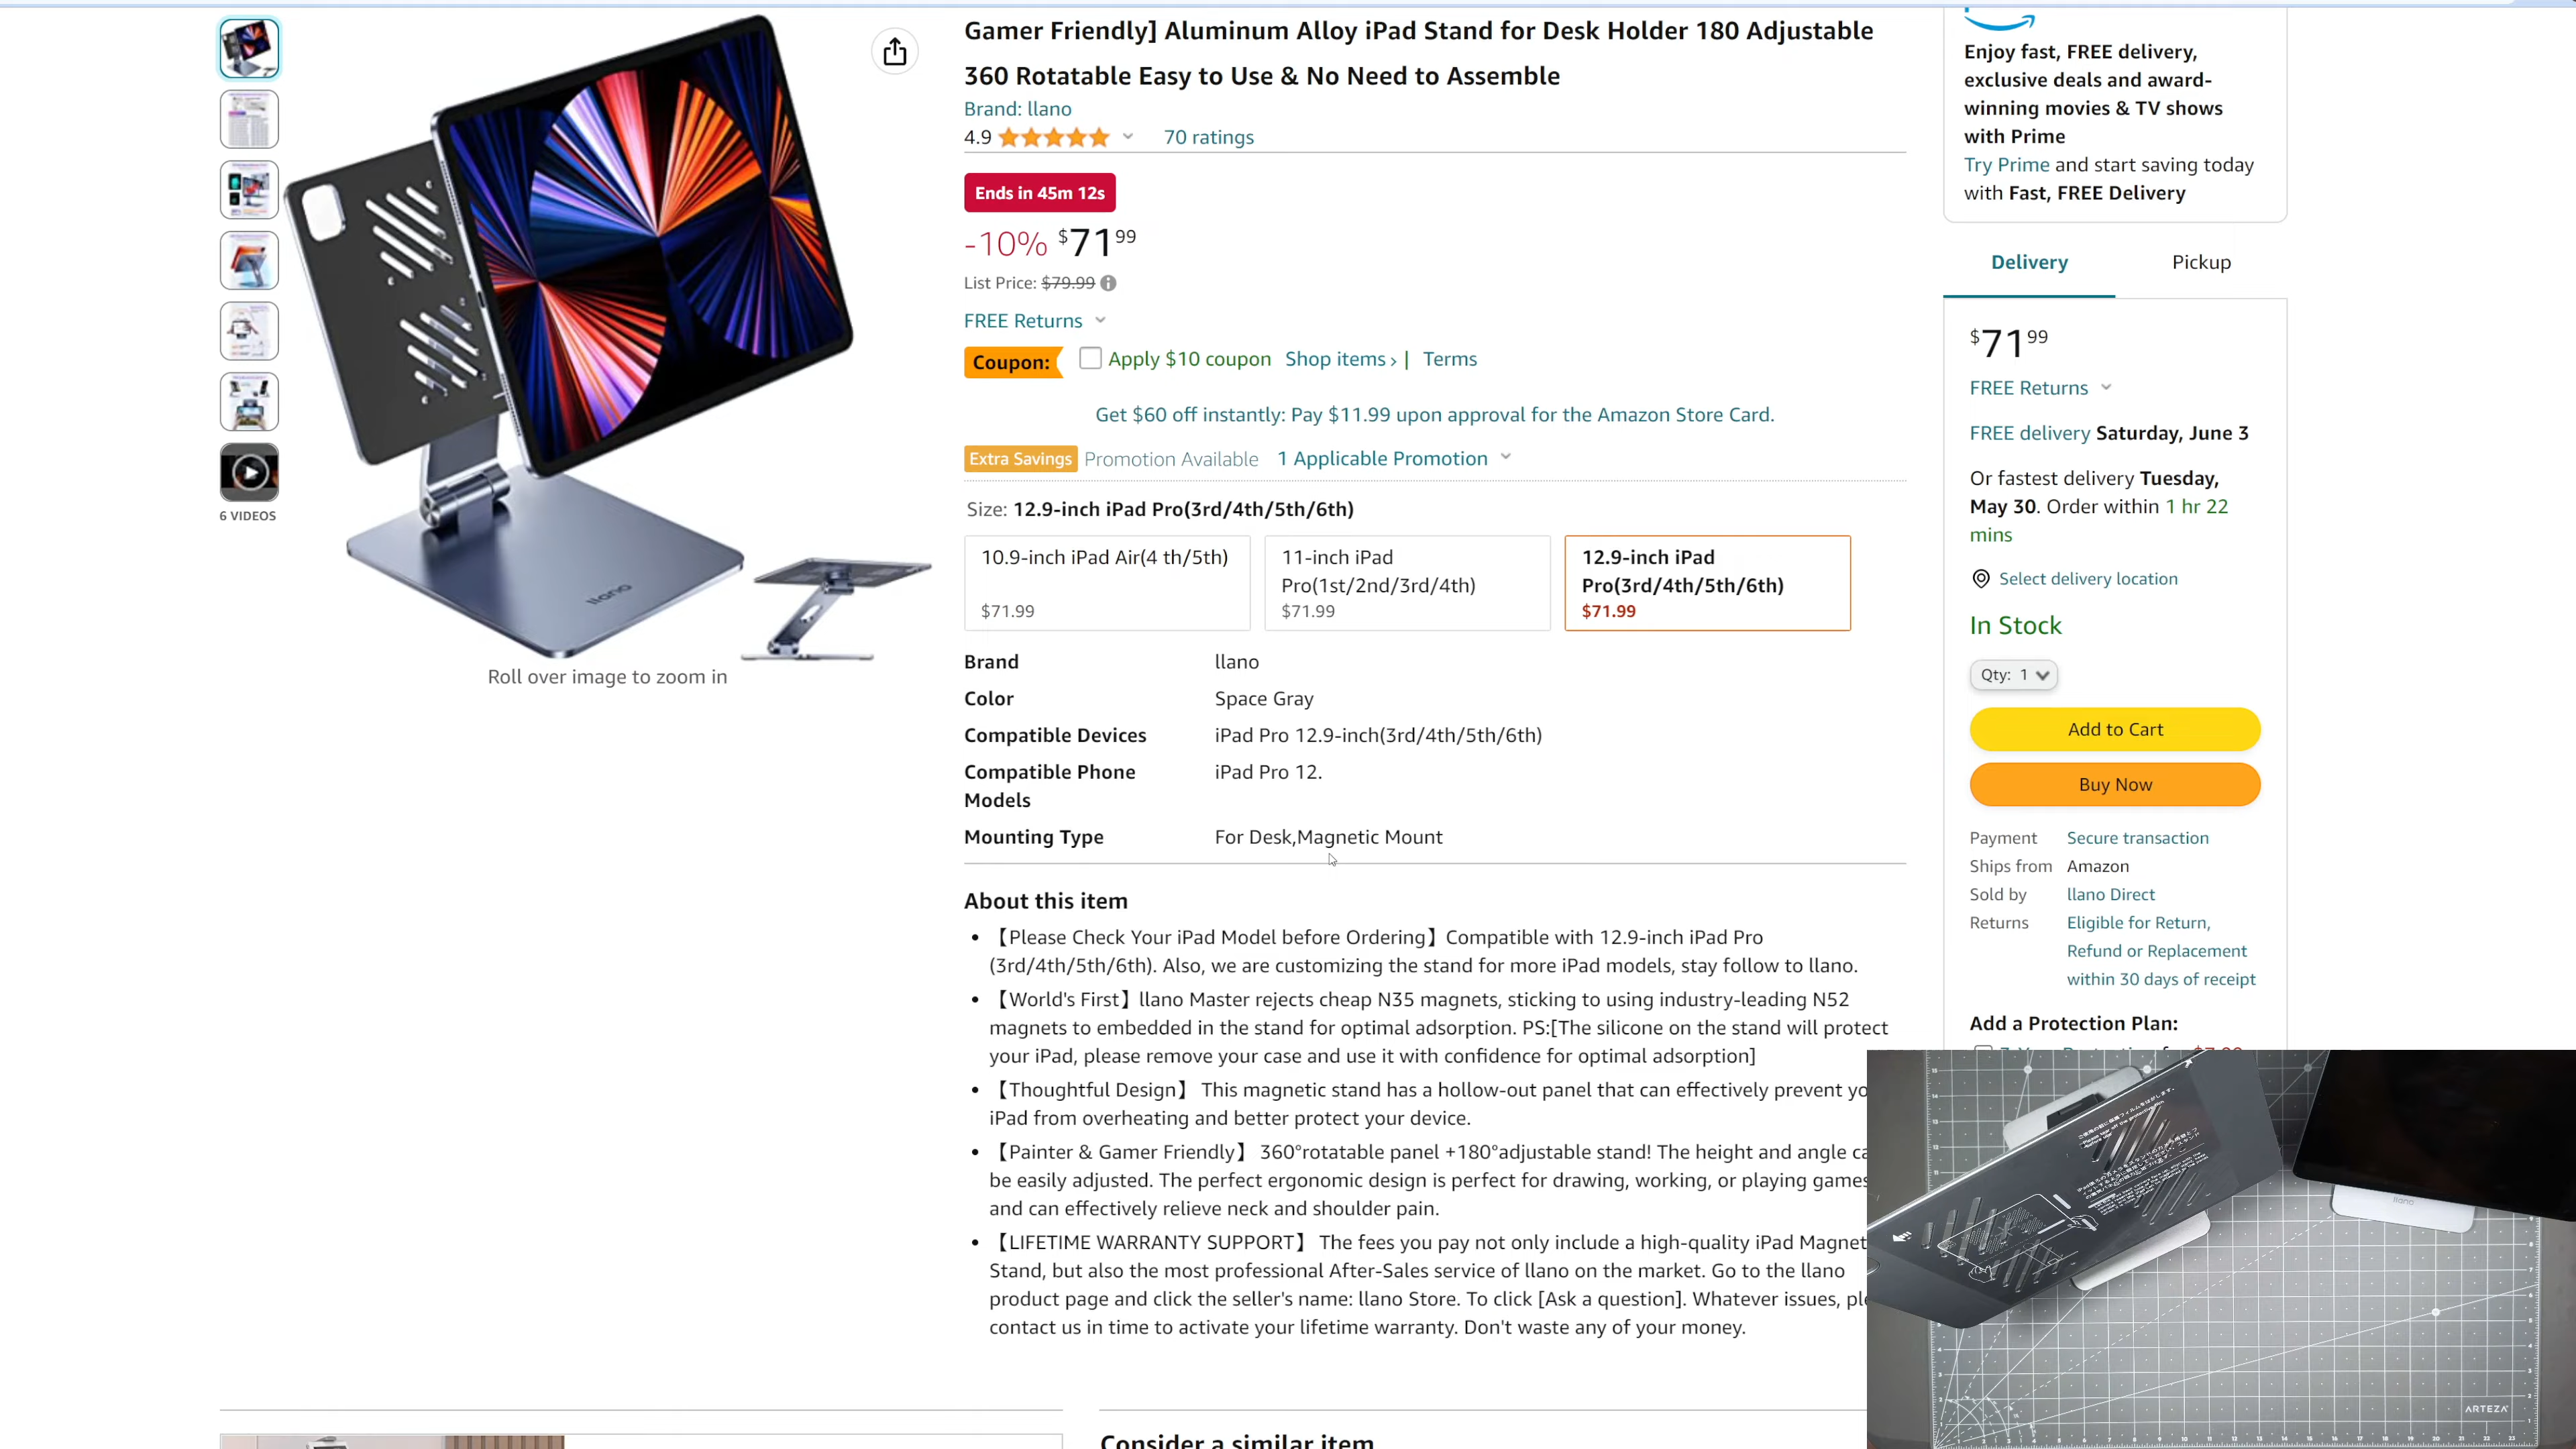 Gamer Friendly] Aluminum Alloy iPad Stand for Desk Holder 180 Adjustable
360 Rotatable Easy to Use & No Need to Assemble
Brand: llano
4.9 70 ratings
Ends in 45m 12s
-10% $71 99
List Price: $79.99
FREE Returns
Coupon: Apply $10 coupon Shop items › | Terms
Get $60 off instantly: Pay $11.99 upon approval for the Amazon Store Card.
Extra Savings Promotion Available 1 Applicable Promotion
Size: 12.9-inch iPad Pro(3rd/4th/5th/6th)
10.9-inch iPad Air(4 th/5th)
$71.99
11-inch iPad
Pro(1st/2nd/3rd/4th)
$71.99
12.9-inch iPad
Pro(3rd/4th/5th/6th)
$71.99
Brand llano
Color Space Gray
Compatible Devices iPad Pro 12.9-inch(3rd/4th/5th/6th)
Compatible Phone iPad Pro 12.
Models
Mounting Type For Desk,Magnetic Mount
About this item
【Please Check Your iPad Model before Ordering】Compatible with 12.9-inch iPad Pro
(3rd/4th/5th/6th). Also, we are customizing the stand for more iPad models, stay follow to llano.
【World's First】llano Master rejects cheap N35 magnets, sticking to using industry-leading N52
magnets to embedded in the stand for optimal adsorption. PS:[The silicone on the stand will protect
your iPad, please remove your case and use it with confidence for optimal adsorption]
【Thoughtful Design】 This magnetic stand has a hollow-out panel that can effectively prevent yo
iPad from overheating and better protect your device.
【Painter & Gamer Friendly】 360°rotatable panel +180°adjustable stand! The height and angle ca
be easily adjusted. The perfect ergonomic design is perfect for drawing, working, or playing games
and can effectively relieve neck and shoulder pain.
【LIFETIME WARRANTY SUPPORT】 The fees you pay not only include a high-quality iPad Magnet
Stand, but also the most professional After-Sales service of llano on the market. Go to the llano
product page and click the seller's name: llano Store. To click [Ask a question]. Whatever issues, ple
contact us in time to activate your lifetime warranty. Don't waste any of your money.
Consider a similar item
llano
6 VIDEOS
Roll over image to zoom in
Enjoy fast, FREE delivery,
exclusive deals and award-
winning movies & TV shows
with Prime
Try Prime and start saving today
with Fast, FREE Delivery
Delivery Pickup
$71 99
FREE Returns
FREE delivery Saturday, June 3
Or fastest delivery Tuesday,
May 30. Order within 1 hr 22
mins
Select delivery location
In Stock
Qty: 1
Add to Cart
Buy Now
Payment Secure transaction
Ships from Amazon
Sold by llano Direct
Returns Eligible for Return,
Refund or Replacement
within 30 days of receipt
Add a Protection Plan:
llano
ARTEZA